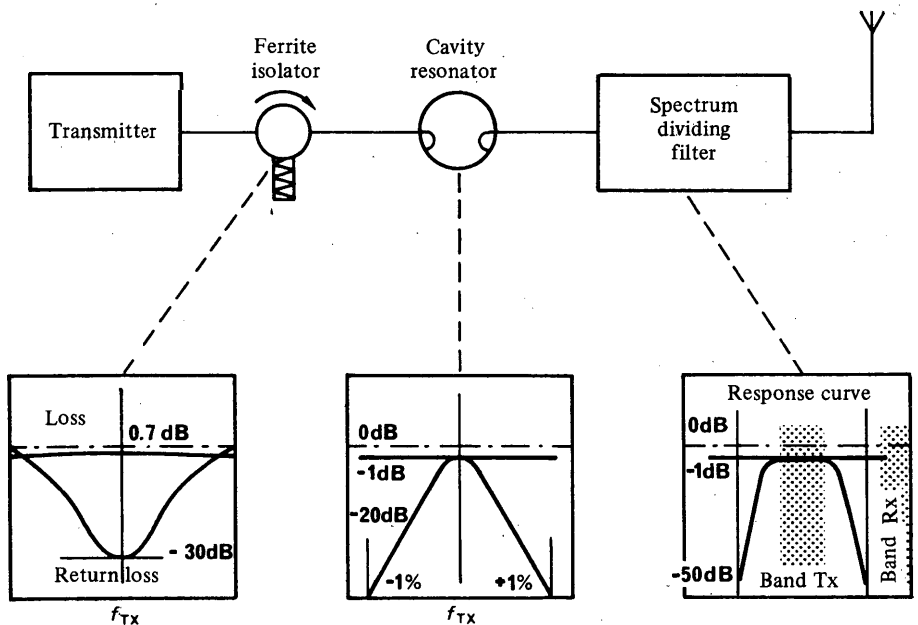 Ferrite
isolator
Cavity
resonator
Transmitter
Spectrum
dividing
filter
Loss
0.7 dB
- 30dB
Return loss
fTX
0dB
-1dB
-20dB
-1%
+1%
fTX
Response curve
0dB
-1dB
-50dB
Band Tx
Band Rx